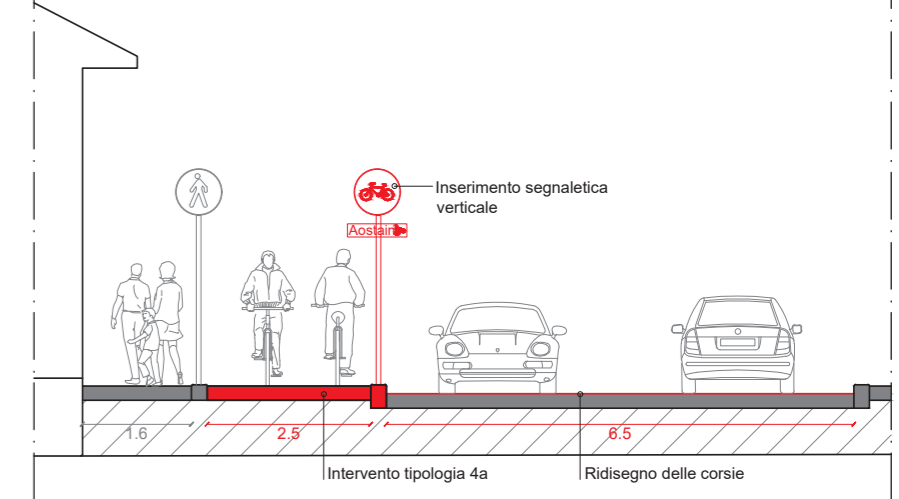 Inserimento segnaletica
verticale
Aostain
1.6
2.5
6.5
Intervento tipologia 4a
Ridisegno delle corsie